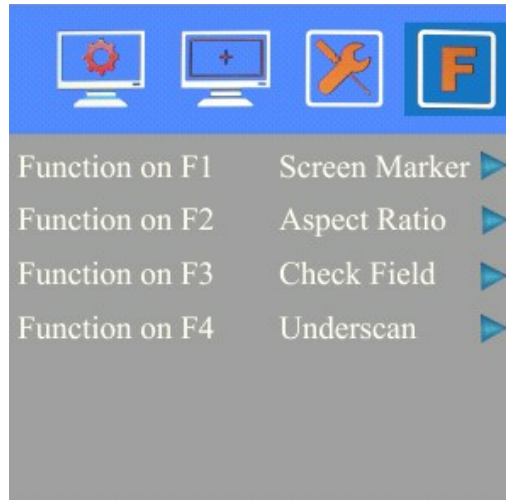 F
Function on F1 Screen Marker
Function on F2 Aspect Ratio
Function on F3 Check Field
Function on F4 Underscan